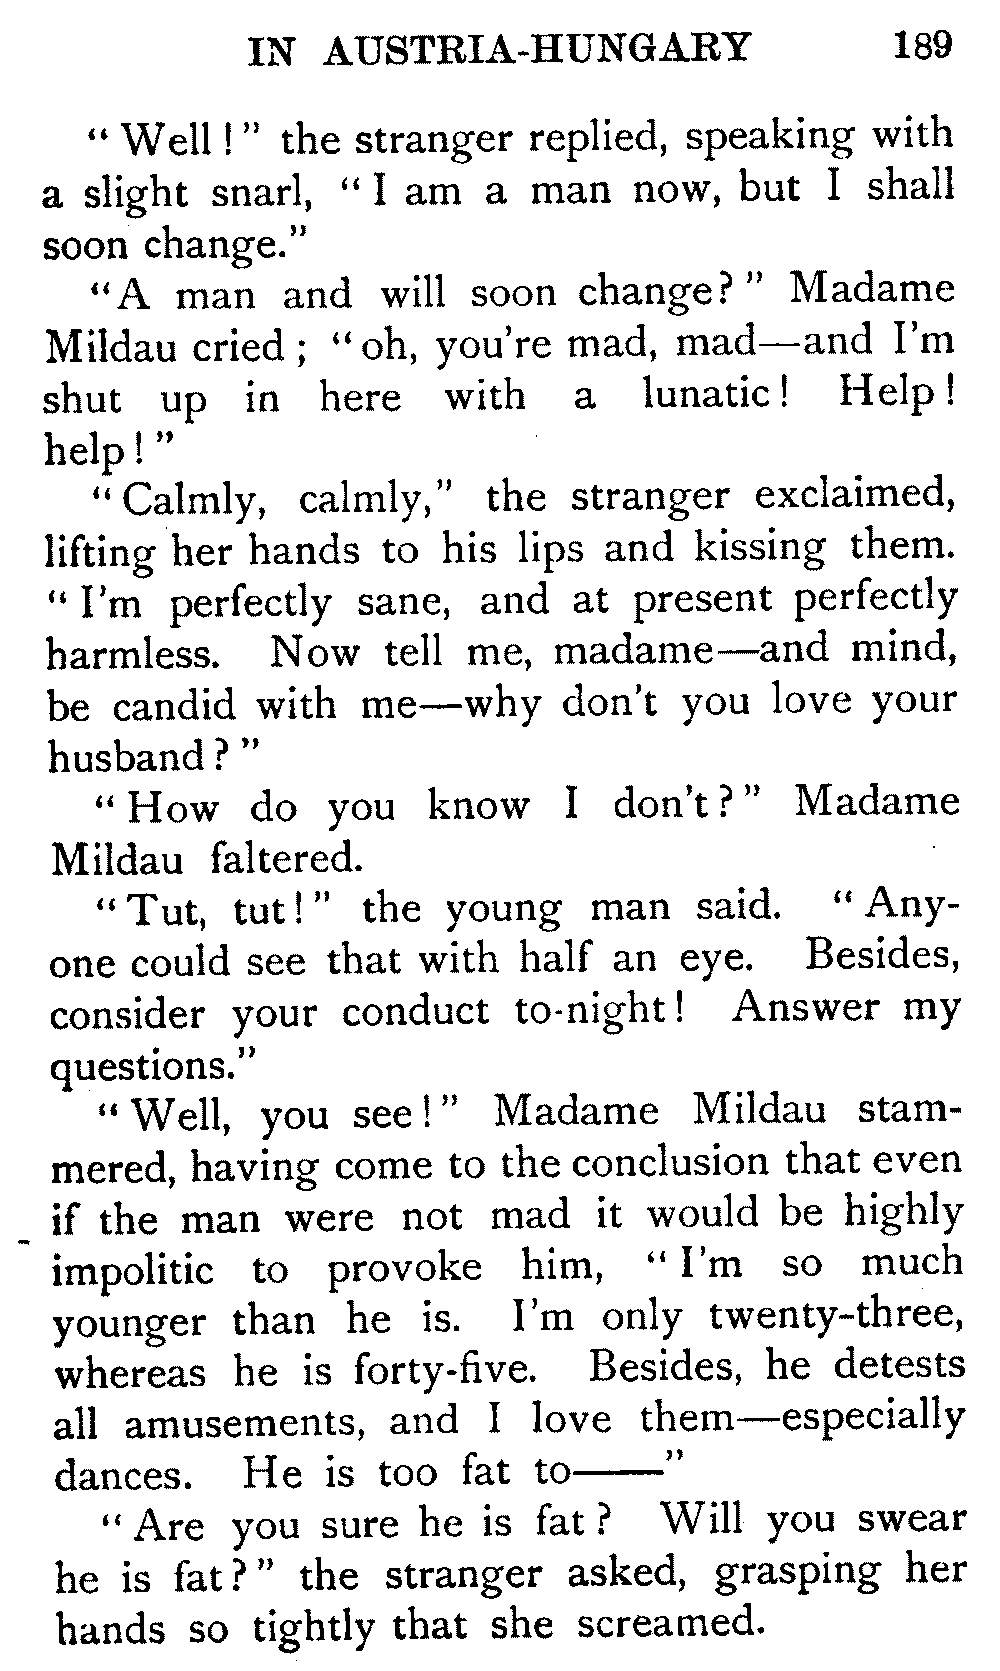 IN AUSTRIA-HUNGARY 189
“Well!” the stranger replied, speaking with
a slight snarl, “I am a man now, but I shall
soon change.”
“A man and will soon change?” Madame
Mildau cried; “oh, you're mad, mad—and I'm
shut up in here with a lunatic! Help!
help!”
“Calmly, calmly,” the stranger exclaimed,
lifting her hands to his lips and kissing them.
“I'm perfectly sane, and at present perfectly
harmless. Now tell me, madame—and mind,
be candid with me—why don't you love your
husband?”
“How do you know I don't?” Madame
Mildau faltered.
“Tut, tut!” the young man said. “Any-
one could see that with half an eye. Besides,
consider your conduct to-night! Answer my
questions.”
“Well, you see!” Madame Mildau stam-
mered, having come to the conclusion that even
if the man were not mad it would be highly
impolitic to provoke him, “I'm so much
younger than he is. I'm only twenty-three,
whereas he is forty-five. Besides, he detests
all amusements, and I love them—especially
dances. He is too fat to——”
“Are you sure he is fat? Will you swear
he is fat?” the stranger asked, grasping her
hands so tightly that she screamed.